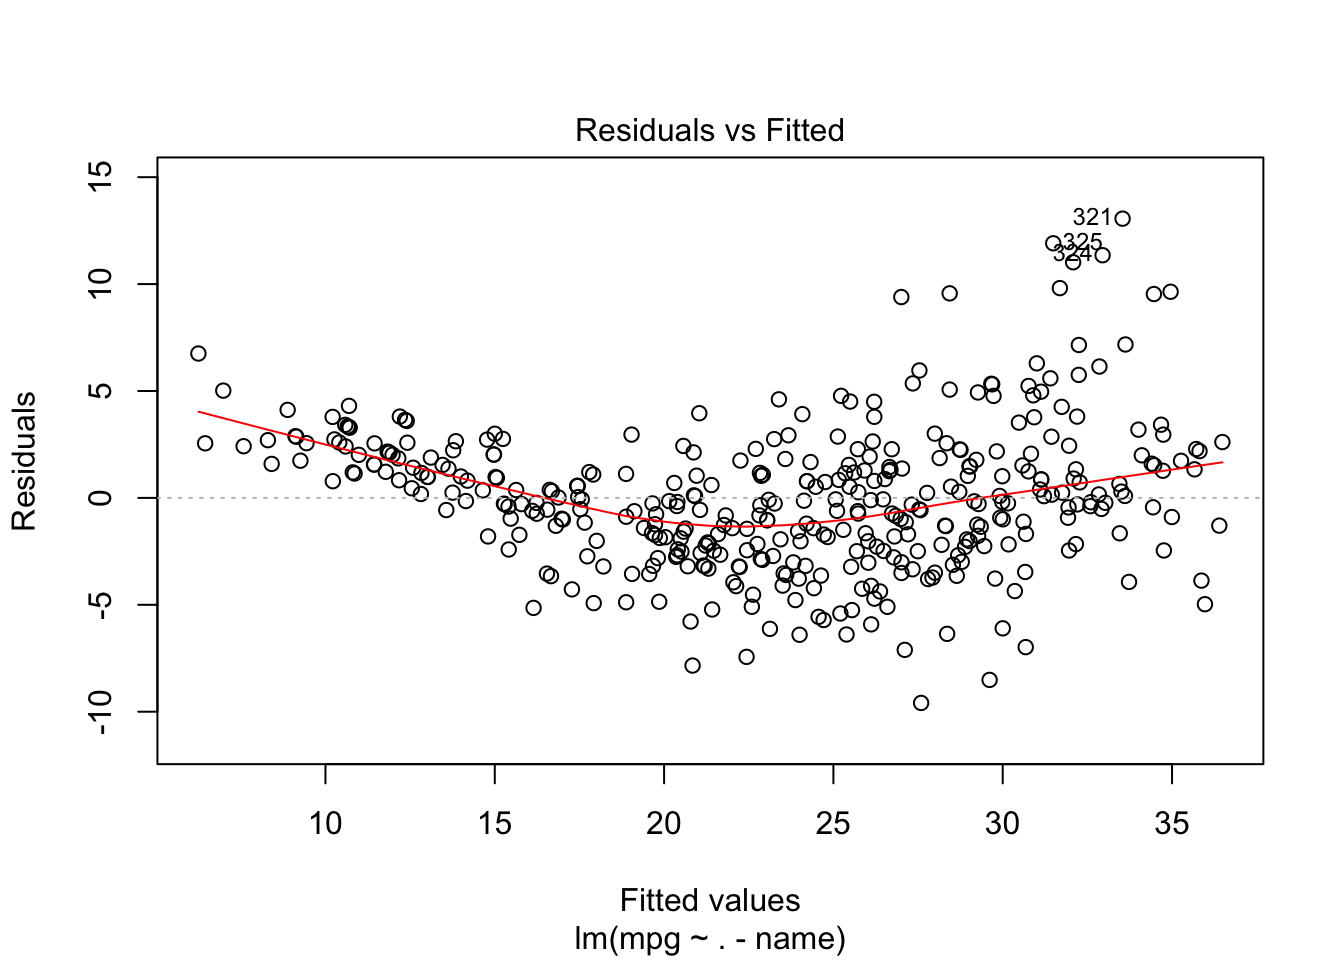 Residuals vs Fitted
Residuals
15
10
5
0
-5
-10
321
325
324
10 15 20 25 30 35
Fitted values
lm(mpg ~ . - name)